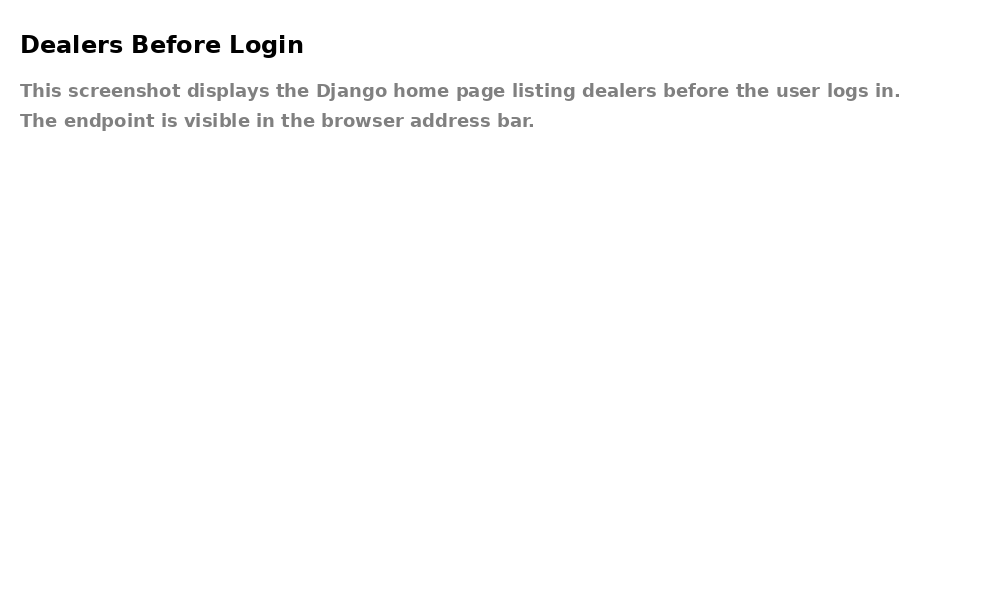 Dealers Before Login
This screenshot displays the Django home page listing dealers before the user logs in.
The endpoint is visible in the browser address bar.